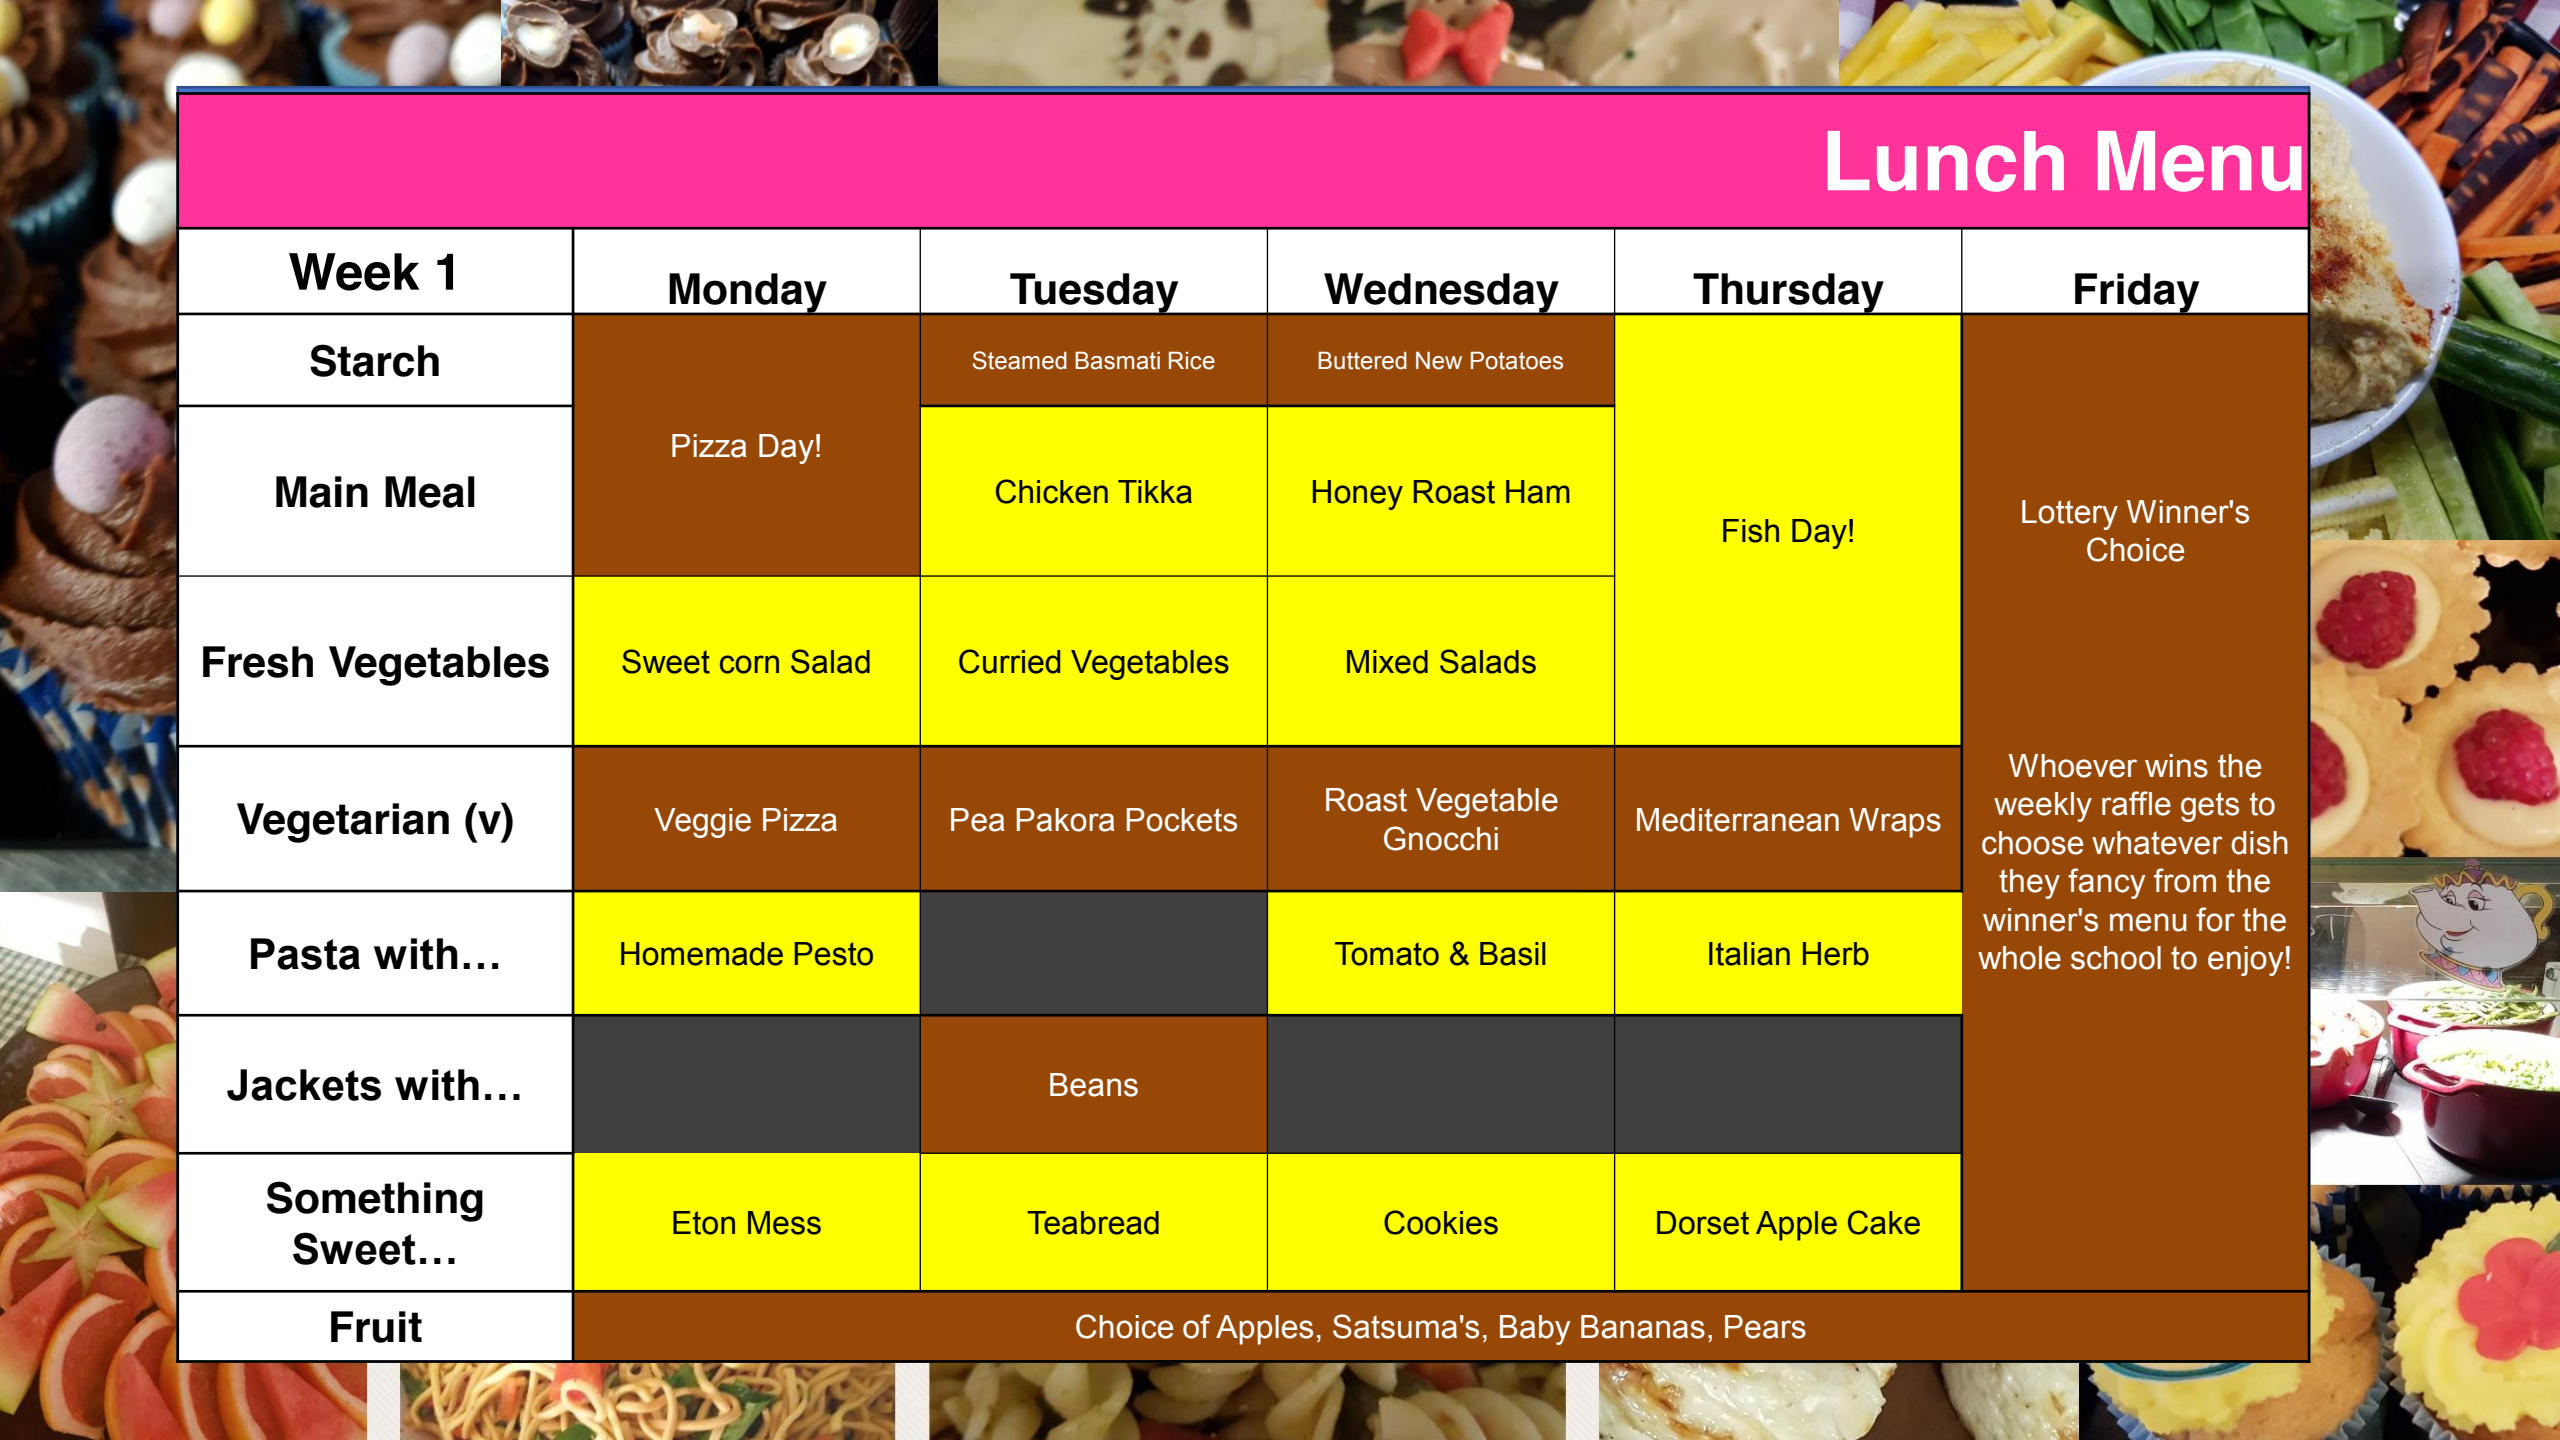 Lunch Menu
Week 1
Monday
Tuesday
Wednesday
Thursday
Friday
Starch
Steamed Basmati Rice
Buttered New Potatoes
Pizza Day!
Main Meal
Chicken Tikka
Honey Roast Ham
Fish Day!
Lottery Winner's
Choice
Fresh Vegetables
Sweet corn Salad
Curried Vegetables
Mixed Salads
Vegetarian (v)
Veggie Pizza
Pea Pakora Pockets
Roast Vegetable
Gnocchi
Mediterranean Wraps
Whoever wins the
weekly raffle gets to
choose whatever dish
they fancy from the
winner's menu for the
whole school to enjoy!
Pasta with…
Homemade Pesto
Tomato & Basil
Italian Herb
Jackets with…
Beans
Something
Sweet…
Eton Mess
Teabread
Cookies
Dorset Apple Cake
Fruit
Choice of Apples, Satsuma's, Baby Bananas, Pears